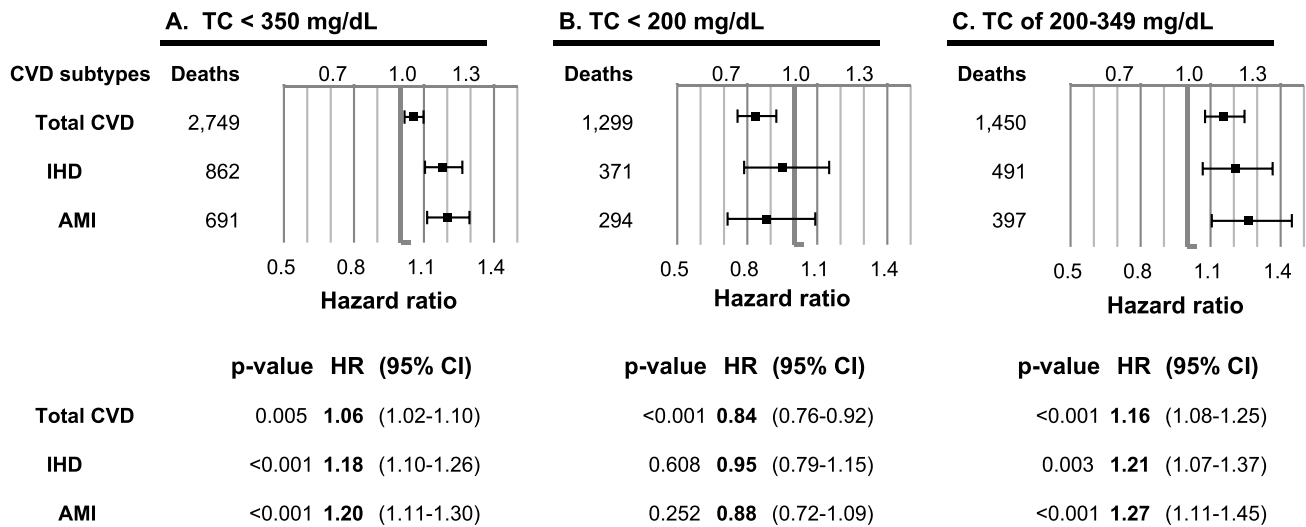 A. TC < 350 mg/dL B. TC < 200 mg/dL C. TC of 200-349 mg/dL
CVD subtypes Deaths 0.7 1.0 1.3 Deaths 0.7 1.0 1.3 Deaths 0.7 1.0 1.3
Total CVD 2,749 1,299 1,450
IHD 862 371 491
AMI 691 294 397
0.5 0.8 1.1 1.4 0.5 0.8 1.1 1.4 0.5 0.8 1.1 1.4
Hazard ratio Hazard ratio Hazard ratio
p-value HR (95% CI) p-value HR (95% CI) p-value HR (95% CI)
Total CVD 0.005 1.06 (1.02-1.10) <0.001 0.84 (0.76-0.92) <0.001 1.16 (1.08-1.25)
IHD <0.001 1.18 (1.10-1.26) 0.608 0.95 (0.79-1.15) 0.003 1.21 (1.07-1.37)
AMI <0.001 1.20 (1.11-1.30) 0.252 0.88 (0.72-1.09) <0.001 1.27 (1.11-1.45)